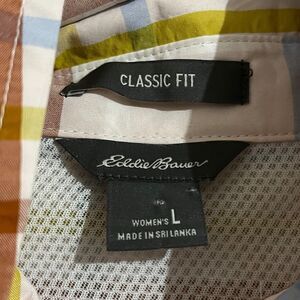 CLASSIC FIT
Eddie Bauer
WOMEN'S L
MADE IN SRI LANKA